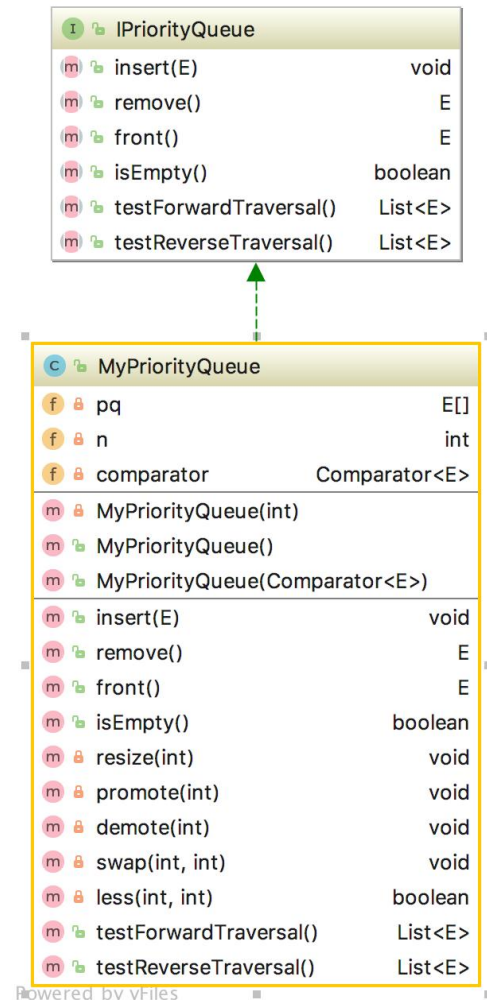 I IPriorityQueue
m insert(E) void
m remove() E
m front() E
m isEmpty() boolean
m testForwardTraversal() List<E>
m testReverseTraversal() List<E>
C MyPriorityQueue
f pq E[]
f n int
f comparator Comparator<E>
m MyPriorityQueue(int)
m MyPriorityQueue()
m MyPriorityQueue(Comparator<E>)
m insert(E) void
m remove() E
m front() E
m isEmpty() boolean
m resize(int) void
m promote(int) void
m demote(int) void
m swap(int, int) void
m less(int, int) boolean
m testForwardTraversal() List<E>
m testReverseTraversal() List<E>
Powered by yFiles